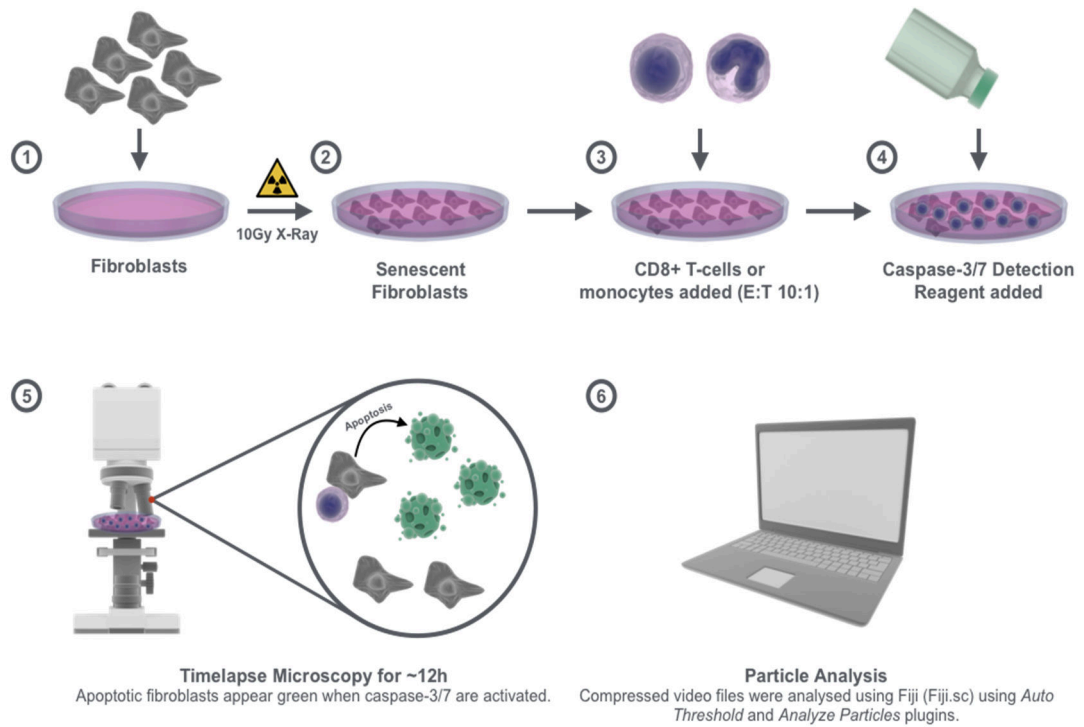 1
2
3
4
10Gy X-Ray
Fibroblasts
Senescent
Fibroblasts
CD8+ T-cells or
monocytes added (E:T 10:1)
Caspase-3/7 Detection
Reagent added
5
Apoptosis
6
Timelapse Microscopy for ~12h
Apoptotic fibroblasts appear green when caspase-3/7 are activated.
Particle Analysis
Compressed video files were analysed using Fiji (Fiji.sc) using Auto
Threshold and Analyze Particles plugins.